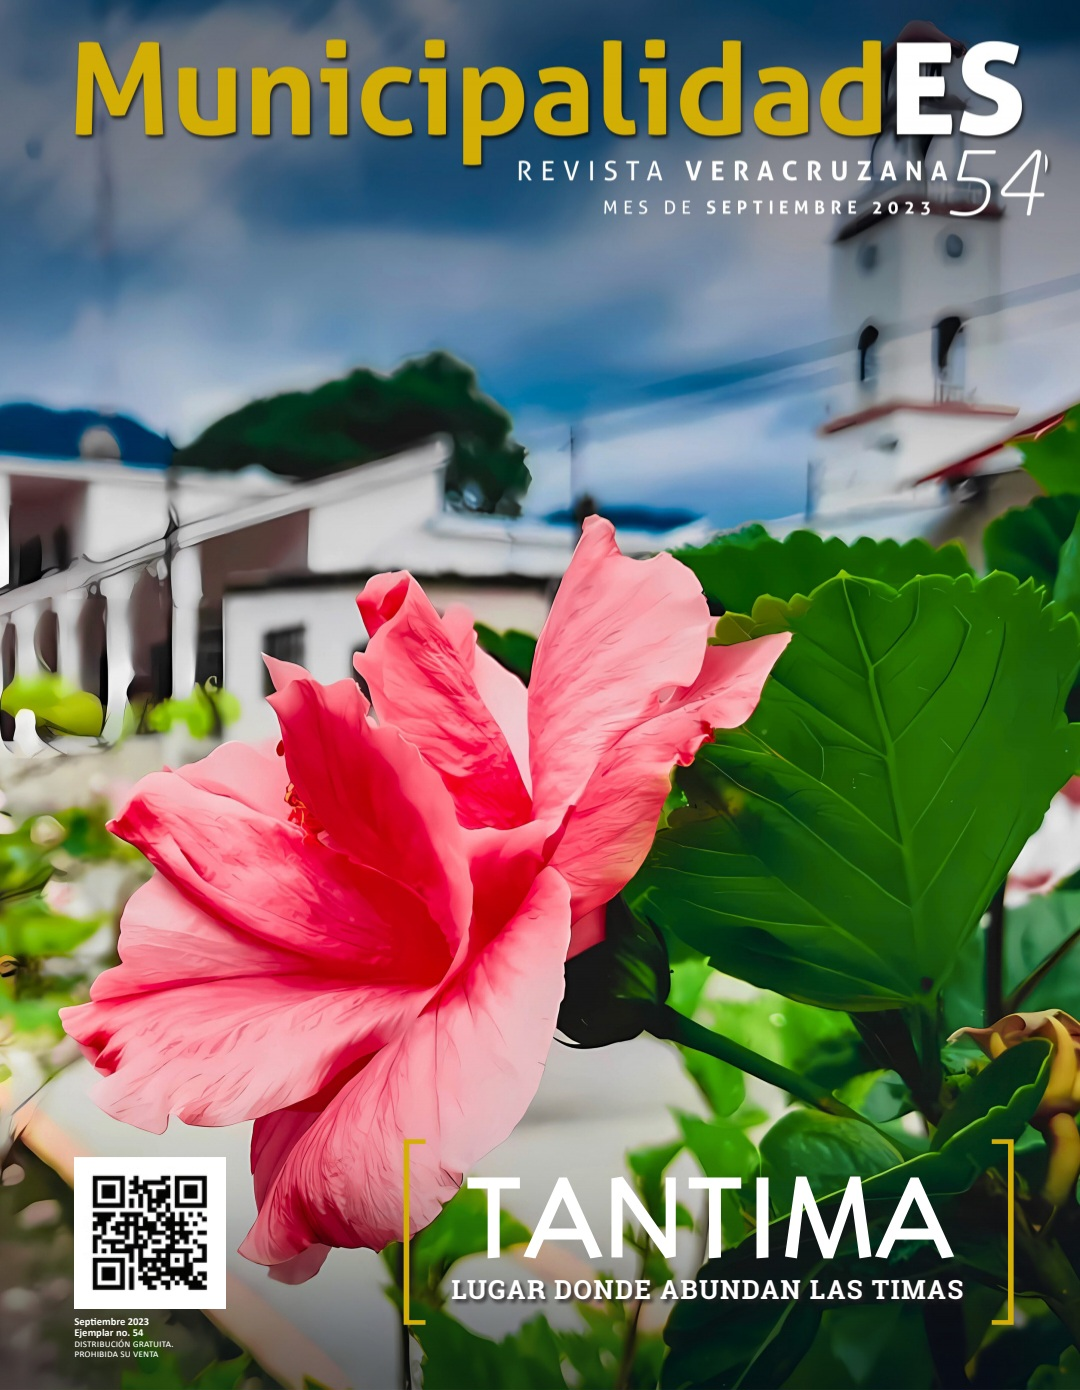 MunicipalidadES
REVISTA VERACRUZANA 54
MES DE SEPTIEMBRE 2023
TANTIMA
LUGAR DONDE ABUNDAN LAS TIMAS
Septiembre 2023
Ejemplar no. 54
DISTRIBUCIÓN GRATUITA.
PROHIBIDA SU VENTA